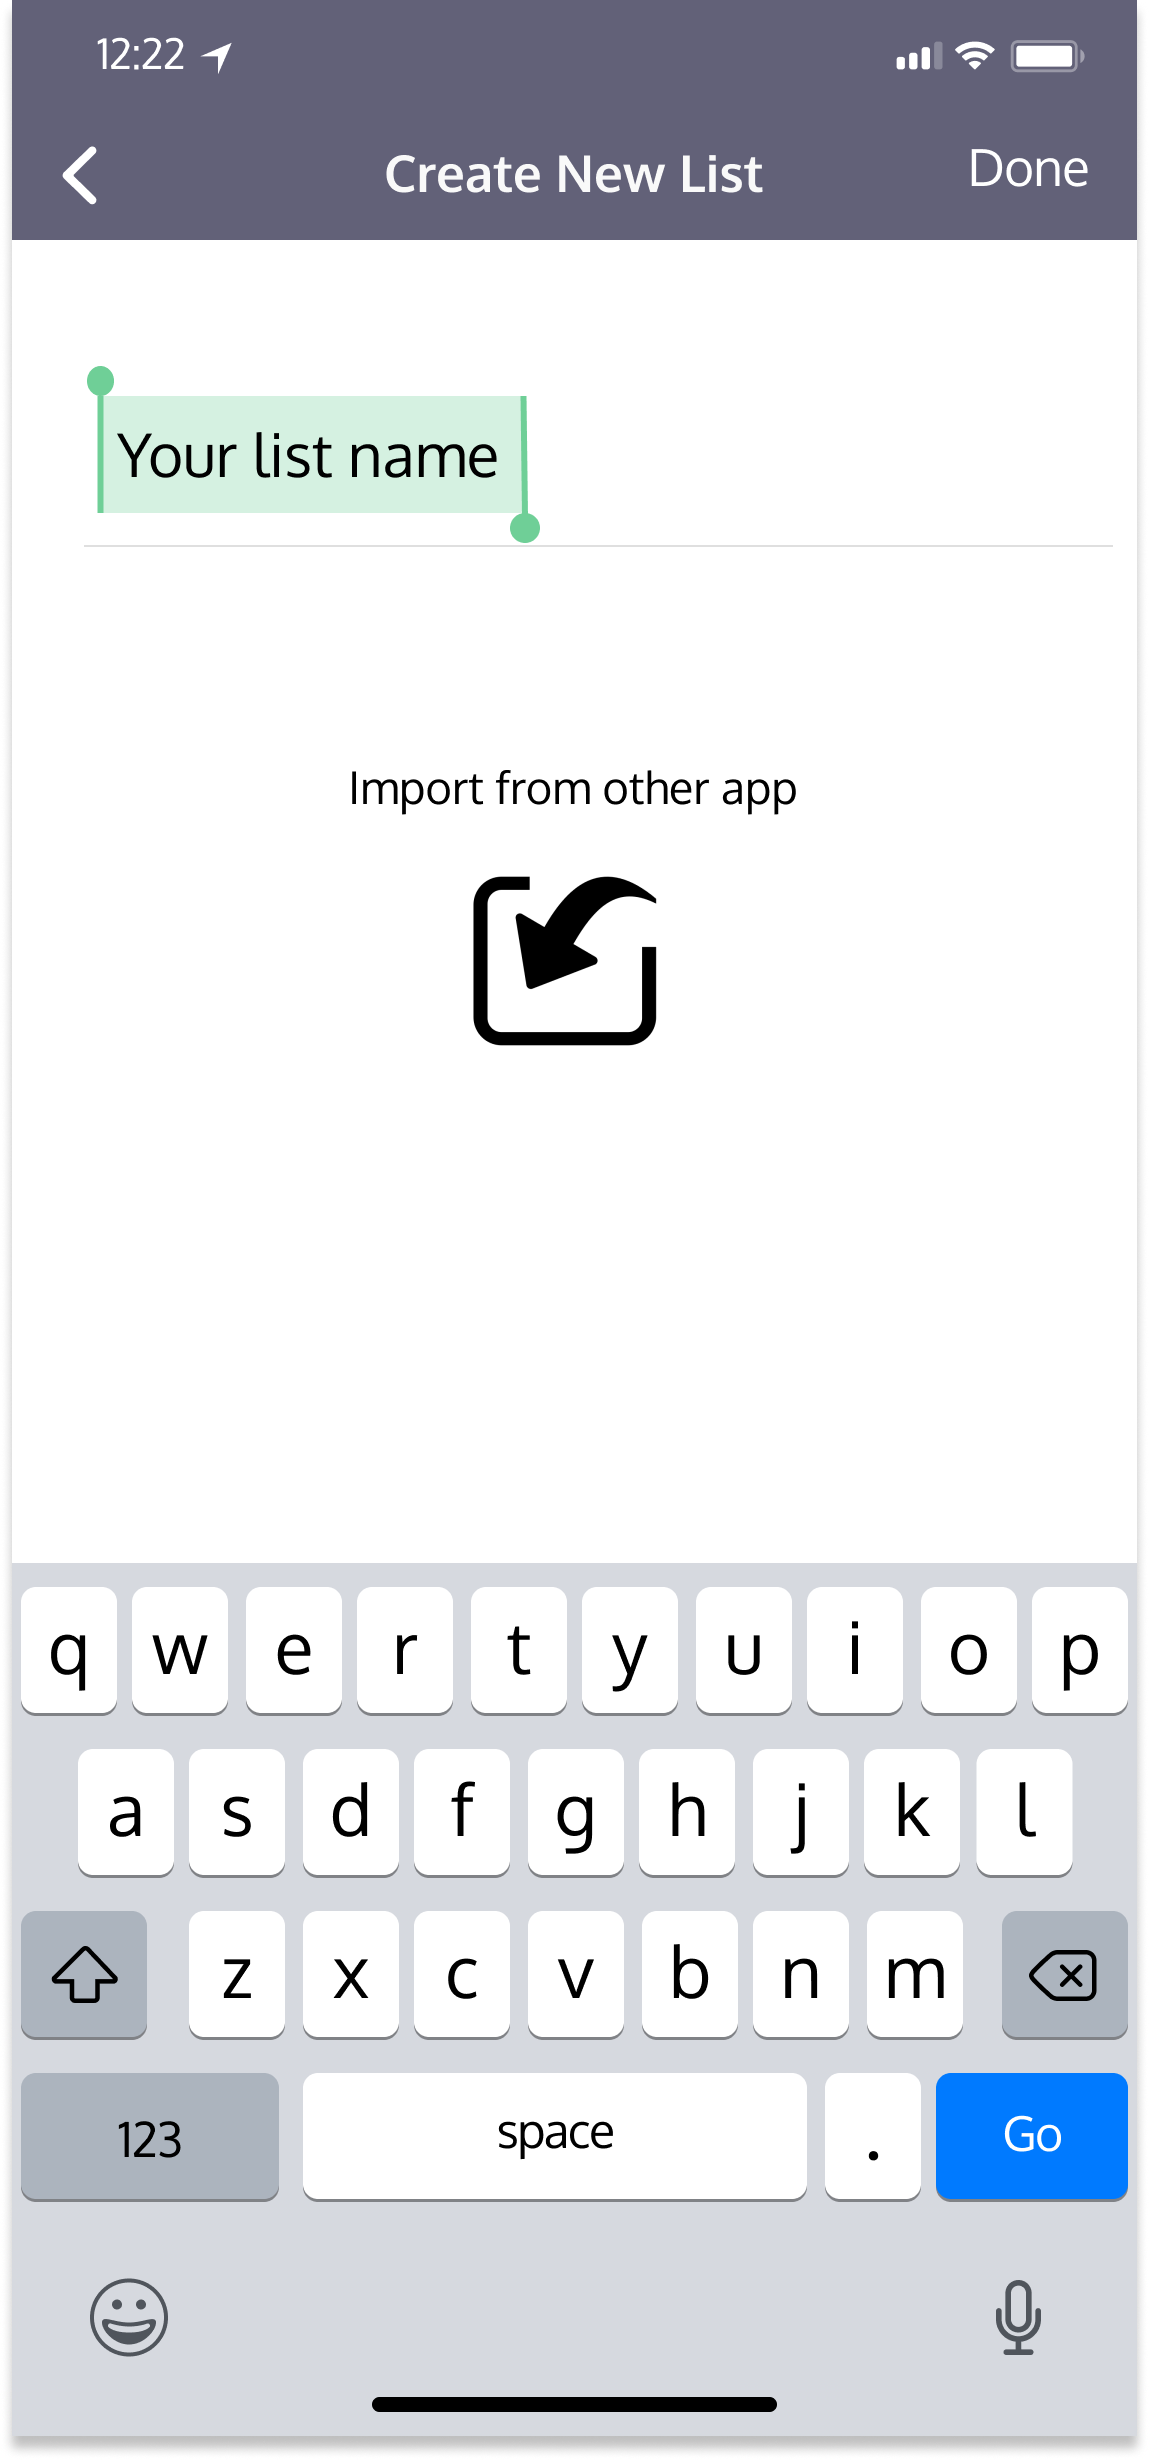 12:22
Create New List
Done
Your list name
Import from other app
q w e r t y u i o p
a s d f g h j k l
z x c v b n m
123 space . Go